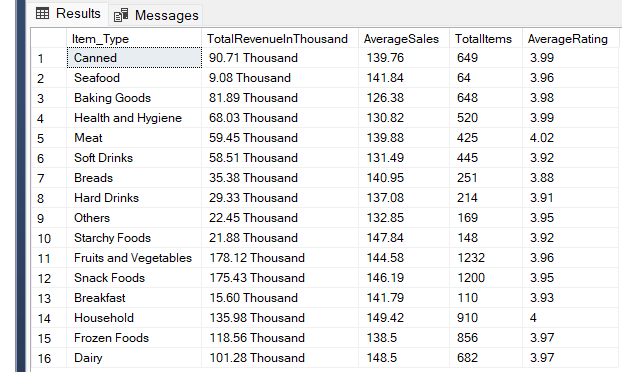 Results Messages
Item_Type TotalRevenueInThousand AverageSales TotalItems AverageRating
1 Canned 90.71 Thousand 139.76 649 3.99
2 Seafood 9.08 Thousand 141.84 64 3.96
3 Baking Goods 81.89 Thousand 126.38 648 3.98
4 Health and Hygiene 68.03 Thousand 130.82 520 3.99
5 Meat 59.45 Thousand 139.88 425 4.02
6 Soft Drinks 58.51 Thousand 131.49 445 3.92
7 Breads 35.38 Thousand 140.95 251 3.88
8 Hard Drinks 29.33 Thousand 137.08 214 3.91
9 Others 22.45 Thousand 132.85 169 3.95
10 Starchy Foods 21.88 Thousand 147.84 148 3.92
11 Fruits and Vegetables 178.12 Thousand 144.58 1232 3.96
12 Snack Foods 175.43 Thousand 146.19 1200 3.95
13 Breakfast 15.60 Thousand 141.79 110 3.93
14 Household 135.98 Thousand 149.42 910 4
15 Frozen Foods 118.56 Thousand 138.5 856 3.97
16 Dairy 101.28 Thousand 148.5 682 3.97